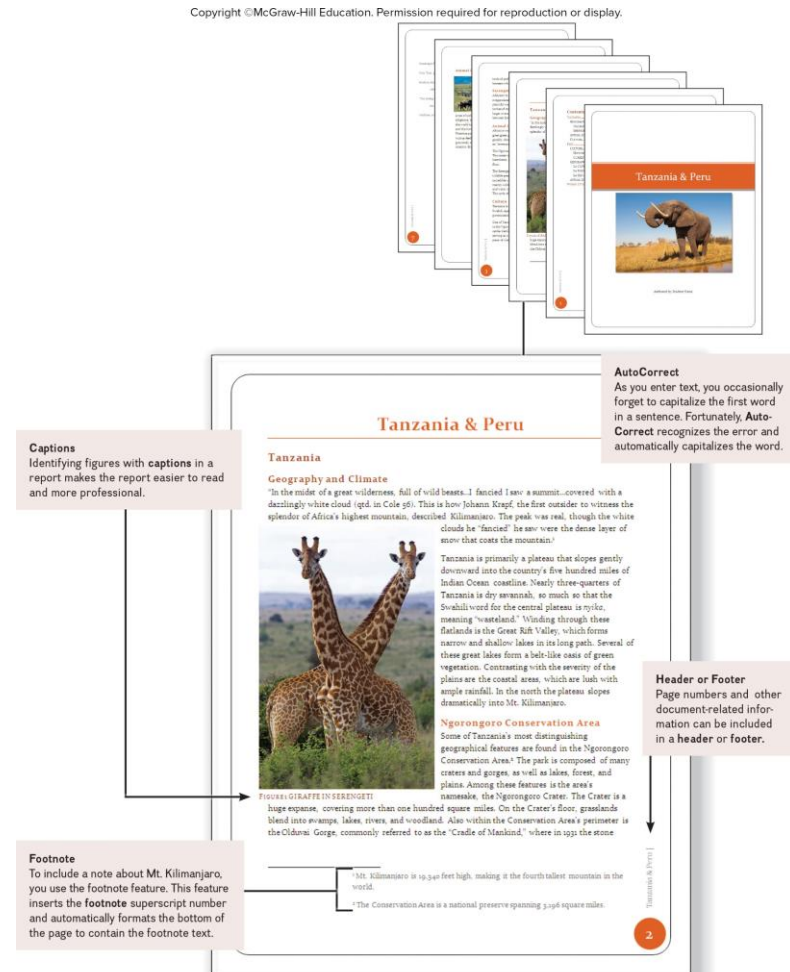 Copyright ©McGraw-Hill Education. Permission required for reproduction or display.
Tanzania & Peru
AutoCorrect
As you enter text, you occasionally
forget to capitalize the first word
in a sentence. Fortunately, Auto-
Correct recognizes the error and
automatically capitalizes the word.
Captions
Identifying figures with captions in a
report makes the report easier to read
and more professional.
Tanzania & Peru
Tanzania
Geography and Climate
"In the midst of a great wilderness, full of wild beasts...I fancied I saw a summit...covered with a
dazzlingly white cloud (qtd. in Cole 56). This is how Johann Krapf, the first outsider to witness the
splendor of Africa's highest mountain, described Kilimanjaro. The peak was real, though the white
clouds he "fancied" he saw were the dense layer of
snow that coats the mountain.¹
Tanzania is primarily a plateau that slopes gently
downward into the country's five hundred miles of
Indian Ocean coastline. Nearly three-quarters of
Tanzania is dry savannah, so much so that the
Swahili word for the central plateau is nyika,
meaning "wasteland." Winding through these
flatlands is the Great Rift Valley, which forms
narrow and shallow lakes in its long path. Several of
these great lakes form a belt-like oasis of green
vegetation. Contrasting with the severity of the
plains are the coastal areas, which are lush with
ample rainfall. In the north the plateau slopes
dramatically into Mt. Kilimanjaro.
Ngorongoro Conservation Area
Some of Tanzania's most distinguishing
geographical features are found in the Ngorongoro
Conservation Area.² The park is composed of many
craters and gorges, as well as lakes, forest, and
plains. Among these features is the area's
namesake, the Ngorongoro Crater. The Crater is a
huge expanse, covering more than one hundred square miles. On the Crater's floor, grasslands
blend into swamps, lakes, rivers, and woodland. Also within the Conservation Area's perimeter is
the Olduvai Gorge, commonly referred to as the "Cradle of Mankind," where in 1931 the stone
FIGURE1 GIRAFFE IN SERENGETI
Header or Footer
Page numbers and other
document-related infor-
mation can be included
in a header or footer.
Footnote
To include a note about Mt. Kilimanjaro,
you use the footnote feature. This feature
inserts the footnote superscript number
and automatically formats the bottom of
the page to contain the footnote text.
¹ Mt. Kilimanjaro is 19,340 feet high, making it the fourth tallest mountain in the
world.
² The Conservation Area is a national preserve spanning 3,196 square miles.
Tanzania & Peru |
2